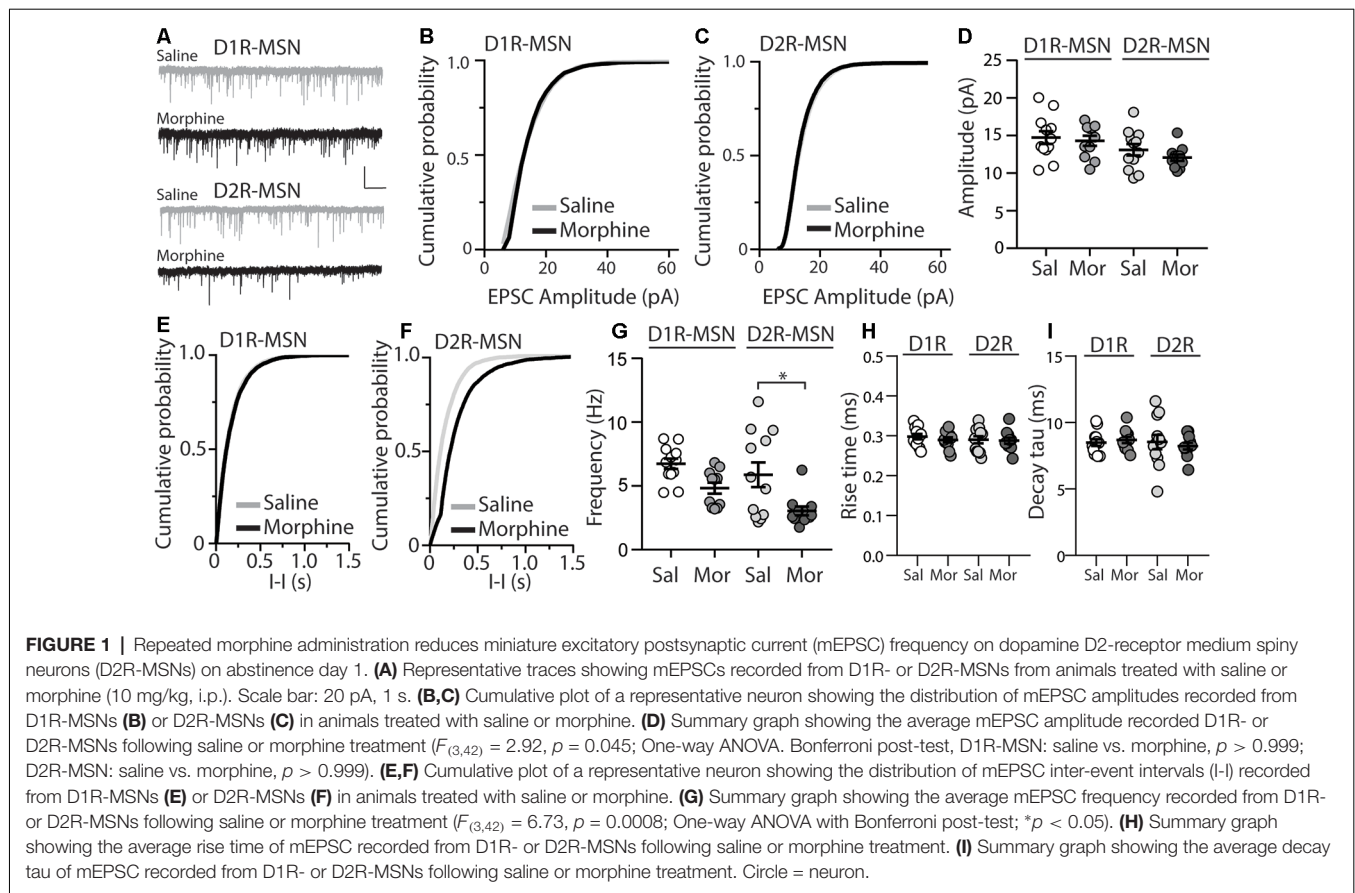 A
D1R-MSN
Saline
Morphine
D2R-MSN
Saline
Morphine
B
D1R-MSN
Cumulative probability
1.0
0.5
0
Saline
Morphine
0 20 40 60
EPSC Amplitude (pA)
C
D2R-MSN
Cumulative probability
1.0
0.5
0
Saline
Morphine
0 20 40 60
EPSC Amplitude (pA)
D
D1R-MSN D2R-MSN
Amplitude (pA)
25
20
15
10
5
0
Sal Mor Sal Mor
E
D1R-MSN
Cumulative probability
1.0
0.5
0
Saline
Morphine
0 0.5 1.0 1.5
I-I (s)
F
D2R-MSN
Cumulative probability
1.0
0.5
0
Saline
Morphine
0 0.5 1.0 1.5
I-I (s)
G
D1R-MSN D2R-MSN
Frequency (Hz)
15
10
5
0
*
Sal Mor Sal Mor
H
D1R D2R
Rise time (ms)
0.5
0.4
0.3
0.2
0.1
0.0
Sal Mor Sal Mor
I
D1R D2R
Decay tau (ms)
15
10
5
0
Sal Mor Sal Mor
FIGURE 1 | Repeated morphine administration reduces miniature excitatory postsynaptic current (mEPSC) frequency on dopamine D2-receptor medium spiny
neurons (D2R-MSNs) on abstinence day 1. (A) Representative traces showing mEPSCs recorded from D1R- or D2R-MSNs from animals treated with saline or
morphine (10 mg/kg, i.p.). Scale bar: 20 pA, 1 s. (B,C) Cumulative plot of a representative neuron showing the distribution of mEPSC amplitudes recorded from
D1R-MSNs (B) or D2R-MSNs (C) in animals treated with saline or morphine. (D) Summary graph showing the average mEPSC amplitude recorded D1R- or
D2R-MSNs following saline or morphine treatment (F(3,42) = 2.92, p = 0.045; One-way ANOVA. Bonferroni post-test, D1R-MSN: saline vs. morphine, p > 0.999;
D2R-MSN: saline vs. morphine, p > 0.999). (E,F) Cumulative plot of a representative neuron showing the distribution of mEPSC inter-event intervals (I-I) recorded
from D1R-MSNs (E) or D2R-MSNs (F) in animals treated with saline or morphine. (G) Summary graph showing the average mEPSC frequency recorded from D1R-
or D2R-MSNs following saline or morphine treatment (F(3,42) = 6.73, p = 0.0008; One-way ANOVA with Bonferroni post-test; *p < 0.05). (H) Summary graph
showing the average rise time of mEPSC recorded from D1R- or D2R-MSNs following saline or morphine treatment. (I) Summary graph showing the average decay
tau of mEPSC recorded from D1R- or D2R-MSNs following saline or morphine treatment. Circle = neuron.